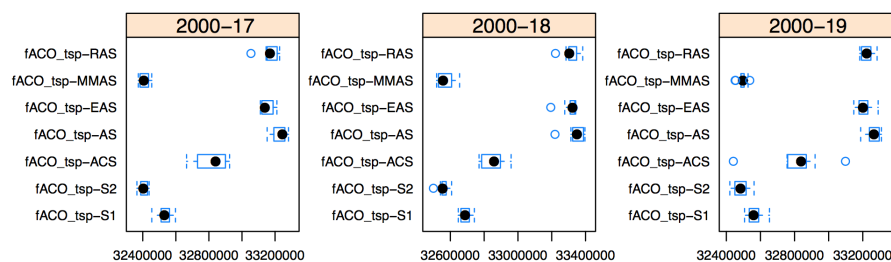 2000-17
fACO_tsp-RAS
fACO_tsp-MMAS
fACO_tsp-EAS
fACO_tsp-AS
fACO_tsp-ACS
fACO_tsp-S2
fACO_tsp-S1
32400000 32800000 33200000
2000-18
fACO_tsp-RAS
fACO_tsp-MMAS
fACO_tsp-EAS
fACO_tsp-AS
fACO_tsp-ACS
fACO_tsp-S2
fACO_tsp-S1
32600000 33000000 33400000
2000-19
fACO_tsp-RAS
fACO_tsp-MMAS
fACO_tsp-EAS
fACO_tsp-AS
fACO_tsp-ACS
fACO_tsp-S2
fACO_tsp-S1
32400000 32800000 33200000